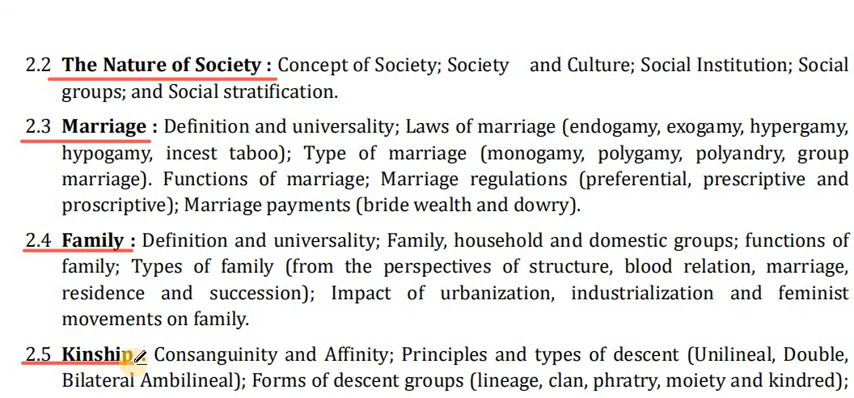 2.2 The Nature of Society : Concept of Society; Society and Culture; Social Institution; Social
groups; and Social stratification.
2.3 Marriage : Definition and universality; Laws of marriage (endogamy, exogamy, hypergamy,
hypogamy, incest taboo); Type of marriage (monogamy, polygamy, polyandry, group
marriage). Functions of marriage; Marriage regulations (preferential, prescriptive and
proscriptive); Marriage payments (bride wealth and dowry).
2.4 Family : Definition and universality; Family, household and domestic groups; functions of
family; Types of family (from the perspectives of structure, blood relation, marriage,
residence and succession); Impact of urbanization, industrialization and feminist
movements on family.
2.5 Kinship : Consanguinity and Affinity; Principles and types of descent (Unilineal, Double,
Bilateral Ambilineal); Forms of descent groups (lineage, clan, phratry, moiety and kindred);